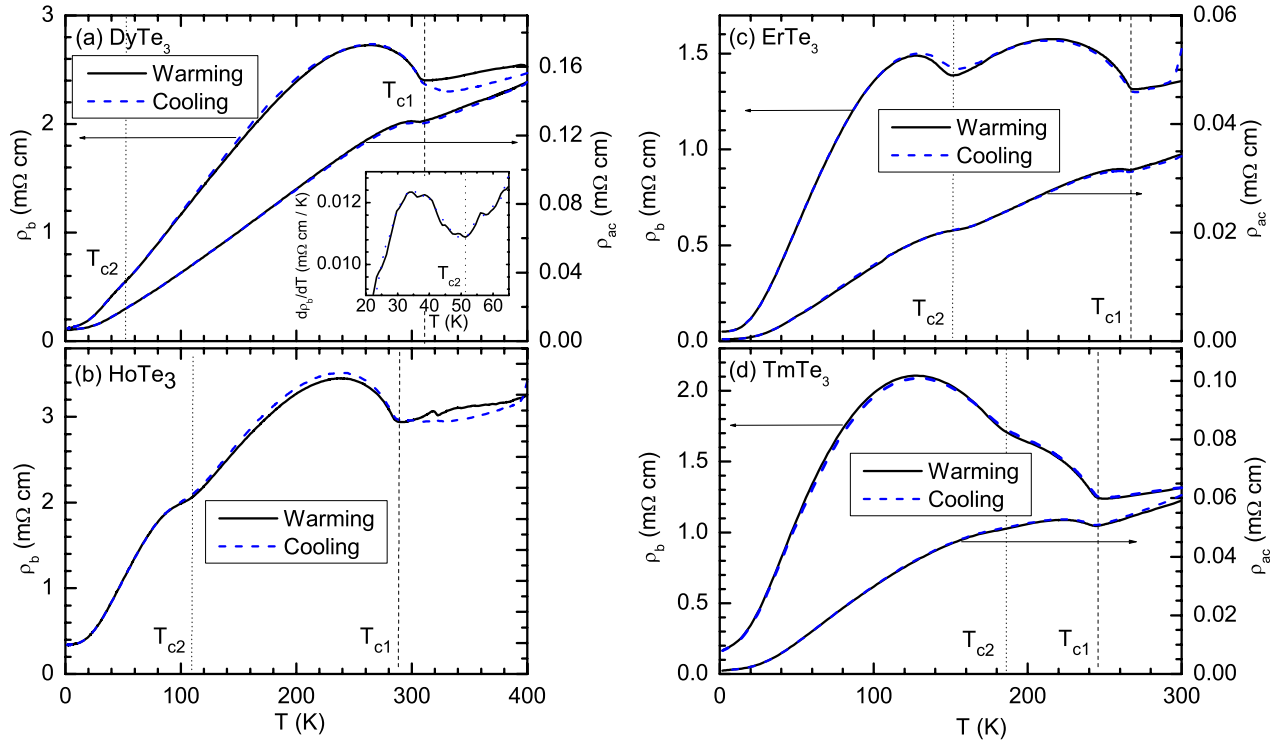 (a) DyTe3
Warming
Cooling
Tc1
Tc2
ρb (mΩ cm)
0
1
2
3
ρac (mΩ cm)
0.00
0.04
0.08
0.12
0.16
dρb/dT (mΩ cm / K)
0.012
0.010
Tc2
20 30 40 50 60
T (K)
(b) HoTe3
Warming
Cooling
Tc2
Tc1
ρb (mΩ cm)
0
1
2
3
0 100 200 300 400
T (K)
(c) ErTe3
Warming
Cooling
Tc2
Tc1
ρb (mΩ cm)
0.0
0.5
1.0
1.5
ρac (mΩ cm)
0.00
0.02
0.04
0.06
(d) TmTe3
Warming
Cooling
Tc2
Tc1
ρb (mΩ cm)
0.0
0.5
1.0
1.5
2.0
ρac (mΩ cm)
0.00
0.02
0.04
0.06
0.08
0.10
0 100 200 300
T (K)